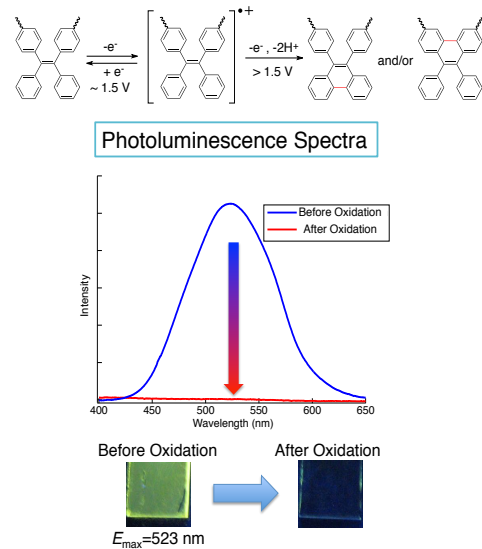 -e⁻
+ e⁻
~ 1.5 V
•+
-e⁻ , -2H⁺
> 1.5 V
and/or
Photoluminescence Spectra
Before Oxidation
After Oxidation
Intensity
400 450 500 550 600 650
Wavelength (nm)
Before Oxidation After Oxidation
Eₘₐₓ=523 nm